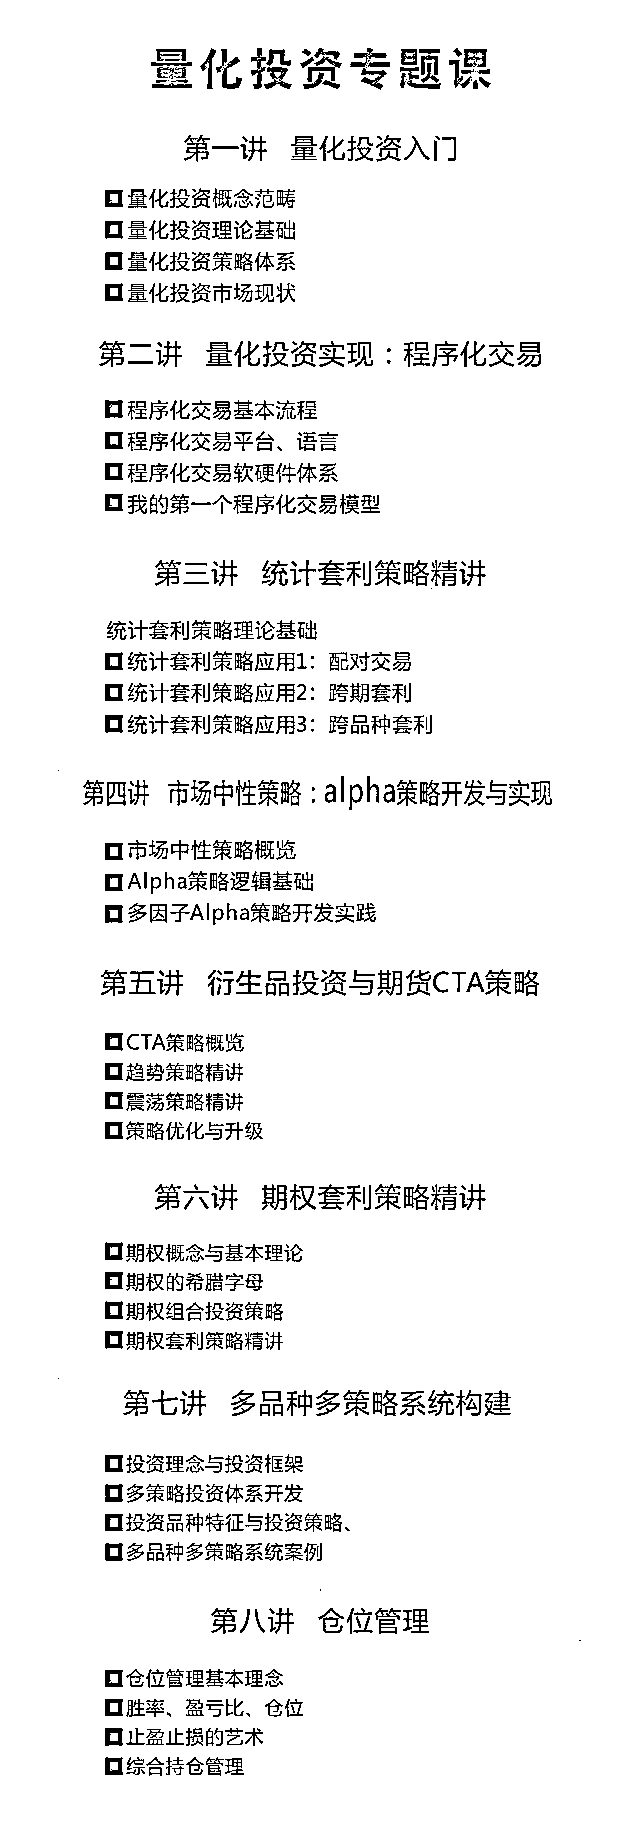 量化投资专题课
第一讲 量化投资入门
量化投资概念范畴
量化投资理论基础
量化投资策略体系
量化投资市场现状
第二讲 量化投资实现：程序化交易
程序化交易基本流程
程序化交易平台、语言
程序化交易软硬件体系
我的第一个程序化交易模型
第三讲 统计套利策略精讲
统计套利策略理论基础
统计套利策略应用1：配对交易
统计套利策略应用2：跨期套利
统计套利策略应用3：跨品种套利
第四讲 市场中性策略：alpha策略开发与实现
市场中性策略概览
Alpha策略逻辑基础
多因子Alpha策略开发实践
第五讲 衍生品投资与期货CTA策略
CTA策略概览
趋势策略精讲
震荡策略精讲
策略优化与升级
第六讲 期权套利策略精讲
期权概念与基本理论
期权的希腊字母
期权组合投资策略
期权套利策略精讲
第七讲 多品种多策略系统构建
投资理念与投资框架
多策略投资体系开发
投资品种特征与投资策略、
多品种多策略系统案例
第八讲 仓位管理
仓位管理基本理念
胜率、盈亏比、仓位
止盈止损的艺术
综合持仓管理